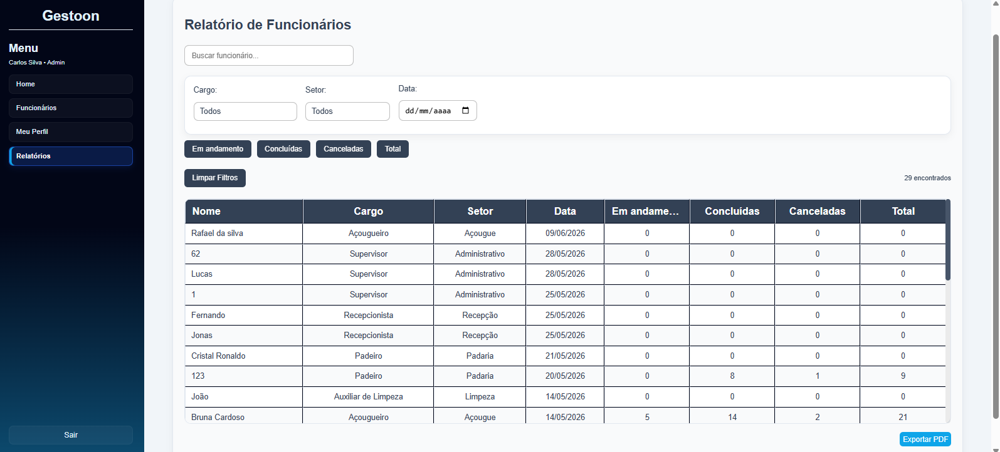 Gestoon
Menu
Carlos Silva - Admin
Home
Funcionários
Meu Perfil
Relatórios
Sair
Relatório de Funcionários
Buscar funcionário...
Cargo: Setor: Data:
Todos Todos dd/mm/aaaa
Em andamento Concluídas Canceladas Total
Limpar Filtros 29 encontrados
Nome Cargo Setor Data Em andame... Concluídas Canceladas Total
Rafael da silva Açougueiro Açougue 09/06/2026 0 0 0 0
62 Supervisor Administrativo 28/05/2026 0 0 0 0
Lucas Supervisor Administrativo 28/05/2026 0 0 0 0
1 Supervisor Administrativo 25/05/2026 0 0 0 0
Fernando Recepcionista Recepção 25/05/2026 0 0 0 0
Jonas Recepcionista Recepção 25/05/2026 0 0 0 0
Cristal Ronaldo Padeiro Padaria 21/05/2026 0 0 0 0
123 Padeiro Padaria 20/05/2026 0 8 1 9
João Auxiliar de Limpeza Limpeza 14/05/2026 0 0 0 0
Bruna Cardoso Açougueiro Açougue 14/05/2026 5 14 2 21
Exportar PDF